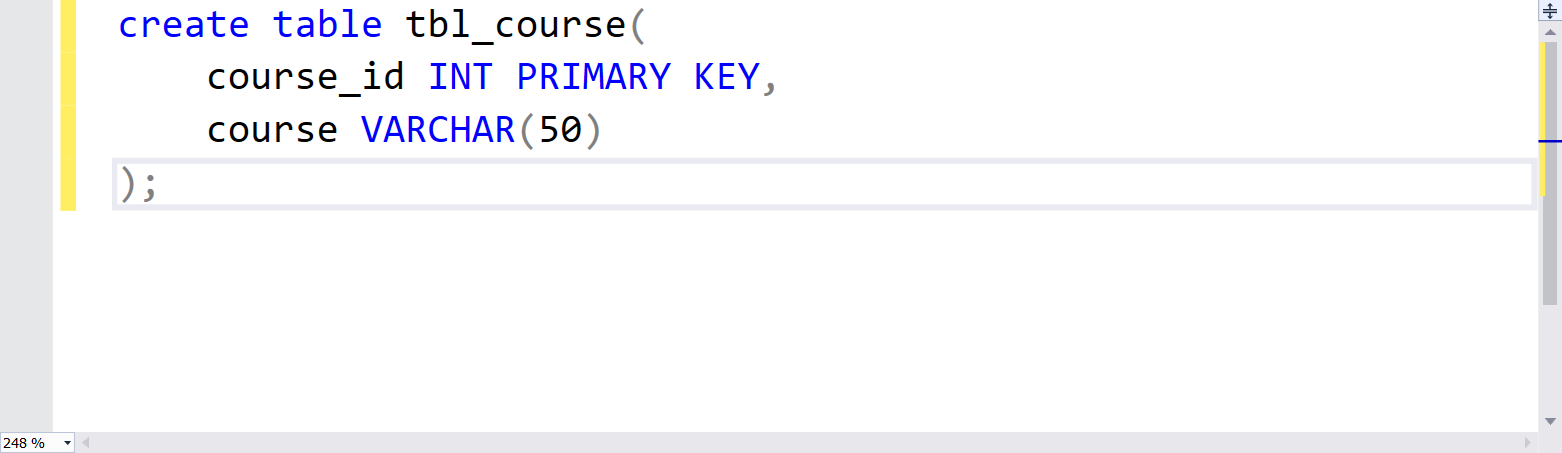 create table tbl_course(
    course_id INT PRIMARY KEY,
    course VARCHAR(50)
);
248 %